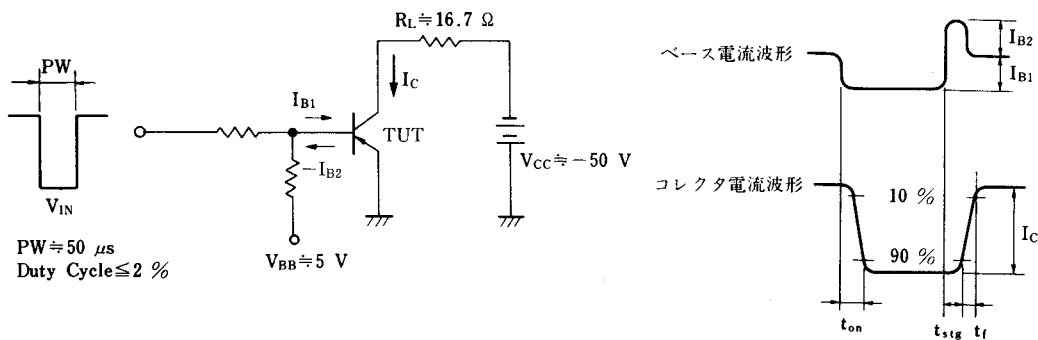 R_L≒16.7 Ω
PW
I_C
I_B1
TUT
−I_B2
V_CC≒−50 V
V_IN
V_BB≒5 V
PW≒50 μs
Duty Cycle≦2 %
ベース電流波形
I_B2
I_B1
コレクタ電流波形
10 %
90 %
I_C
t_on
t_stg
t_f